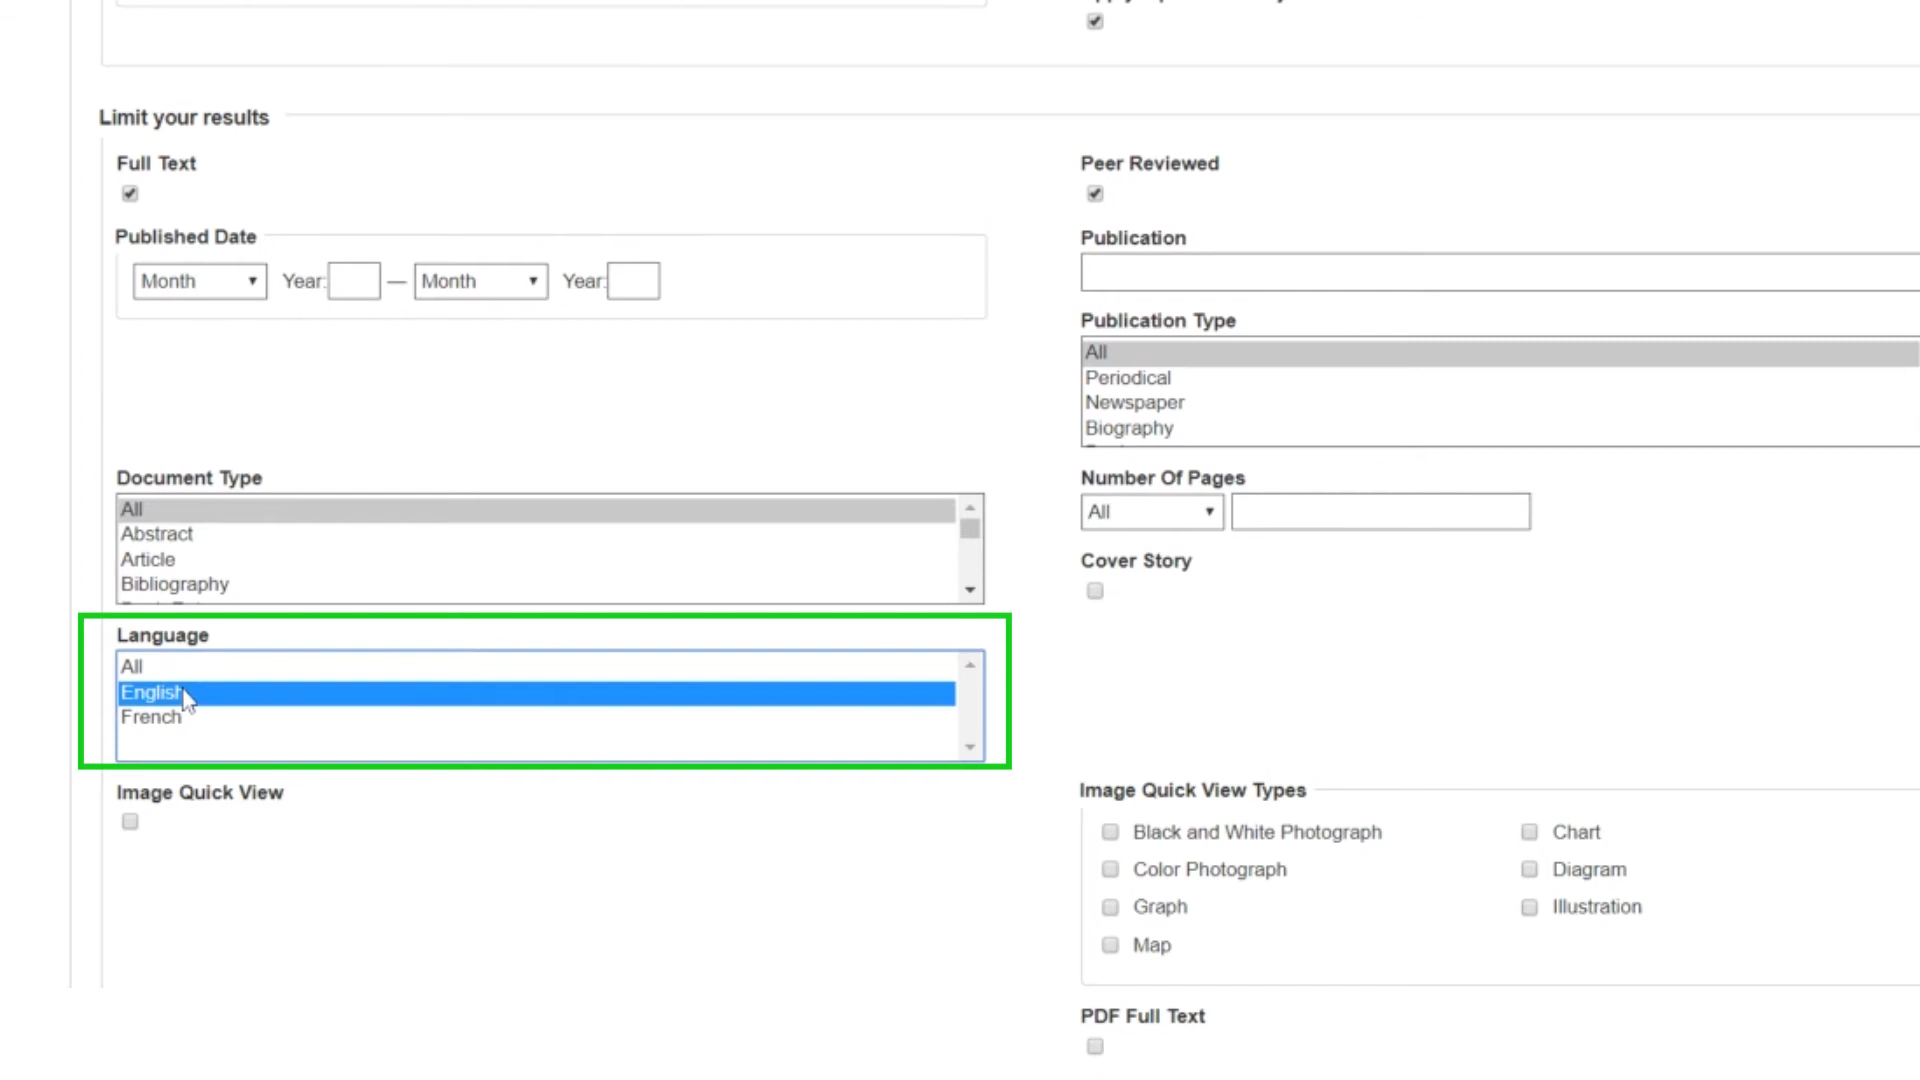 Limit your results
Full Text
Peer Reviewed
Published Date
Month Year: — Month Year:
Publication
Publication Type
All
Periodical
Newspaper
Biography
Document Type
All
Abstract
Article
Bibliography
Number Of Pages
All
Cover Story
Language
All
English
French
Image Quick View
Image Quick View Types
Black and White Photograph
Chart
Color Photograph
Diagram
Graph
Illustration
Map
PDF Full Text